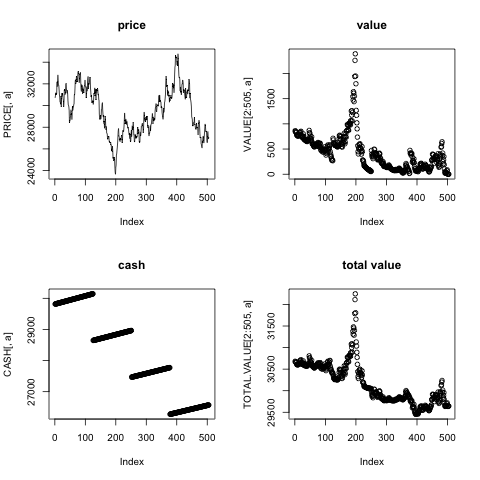 price
PRICE[, a]
24000 28000 32000
0 100 200 300 400 500
Index
value
VALUE[2:505, a]
0 500 1500
0 100 200 300 400 500
Index
cash
CASH[, a]
27000 29000
0 100 200 300 400 500
Index
total value
TOTAL.VALUE[2:505, a]
29500 30500 31500
0 100 200 300 400 500
Index